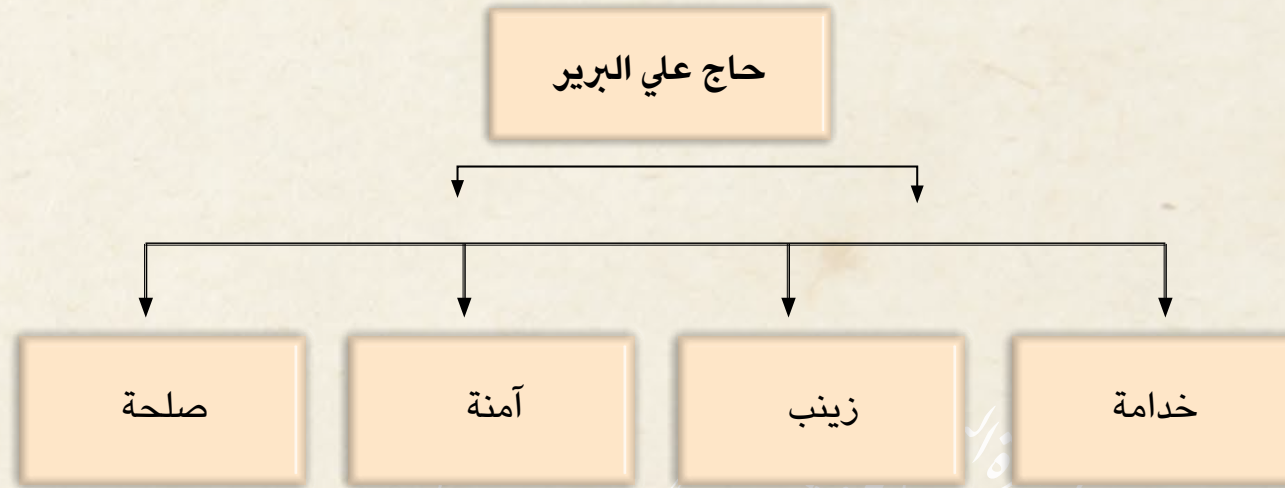 حاج علي البرير
خدامة
زينب
آمنة
صلحة